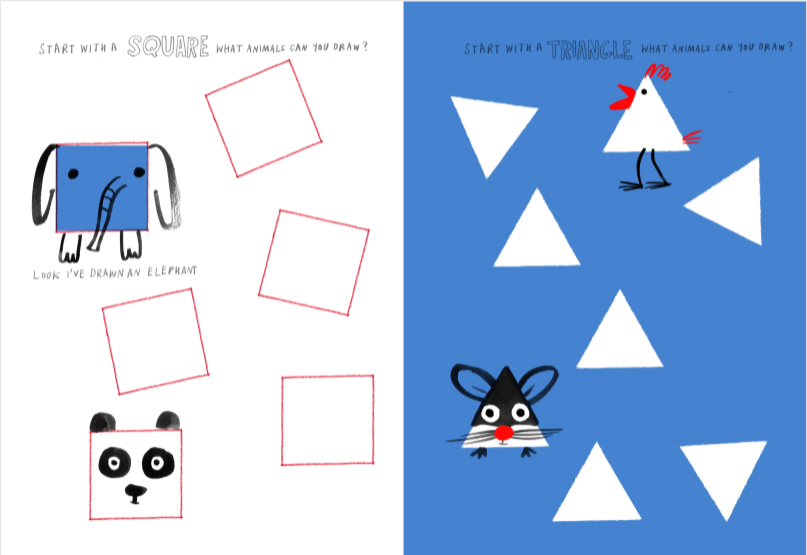 START WITH A SQUARE WHAT ANIMALS CAN YOU DRAW?
LOOK I'VE DRAWN AN ELEPHANT
START WITH A TRIANGLE WHAT ANIMALS CAN YOU DRAW?